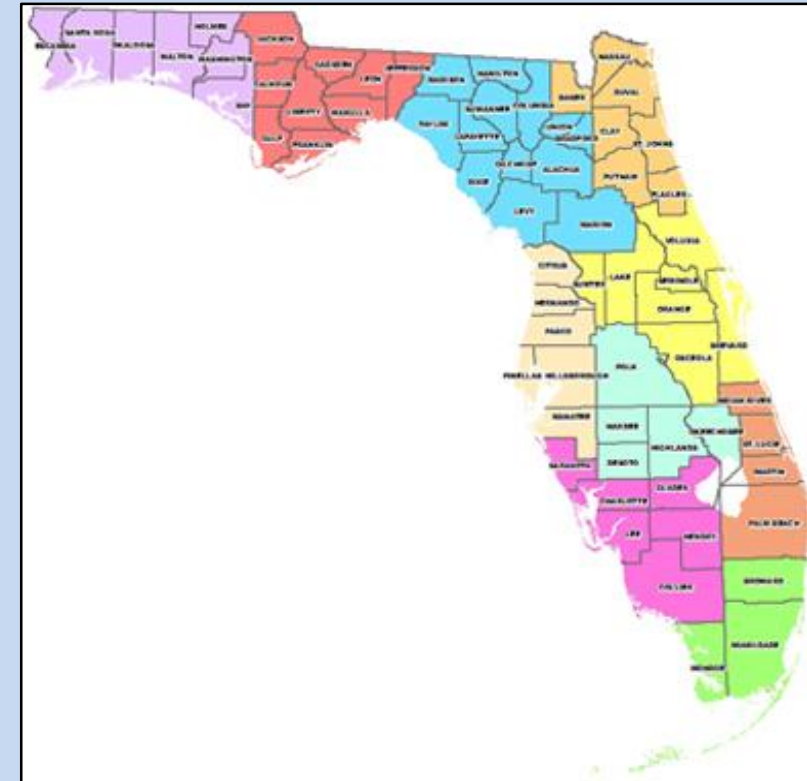 HOLMES
SANTA ROSA
ESCAMBIA
OKALOOSA
WALTON
WASHINGTON
BAY
JACKSON
CALHOUN
GULF
LIBERTY
FRANKLIN
GADSDEN
LEON
WAKULLA
JEFFERSON
MADISON
HAMILTON
TAYLOR
SUWANNEE
COLUMBIA
LAFAYETTE
UNION
BRADFORD
GILCHRIST
ALACHUA
DIXIE
LEVY
MARION
NASSAU
BAKER
DUVAL
CLAY
ST. JOHNS
PUTNAM
FLAGLER
VOLUSIA
CITRUS
SUMTER
LAKE
SEMINOLE
HERNANDO
ORANGE
PASCO
OSCEOLA
BREVARD
PINELLAS
HILLSBOROUGH
POLK
INDIAN RIVER
MANATEE
HARDEE
HIGHLANDS
OKEECHOBEE
ST. LUCIE
SARASOTA
DESOTO
MARTIN
CHARLOTTE
GLADES
PALM BEACH
LEE
HENDRY
COLLIER
BROWARD
MIAMI-DADE
MONROE